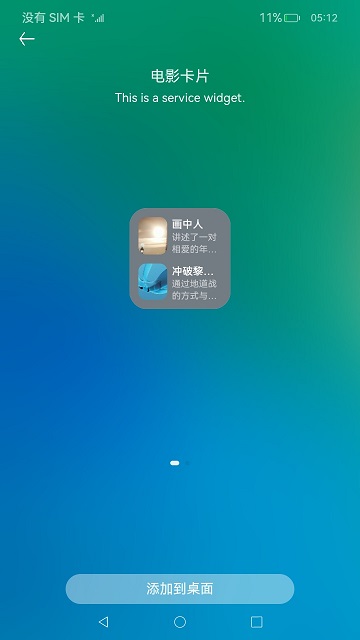 没有 SIM 卡
11%
05:12
电影卡片
This is a service widget.
画中人
讲述了一对
相爱的年...
冲破黎...
通过地道战
的方式与...
添加到桌面